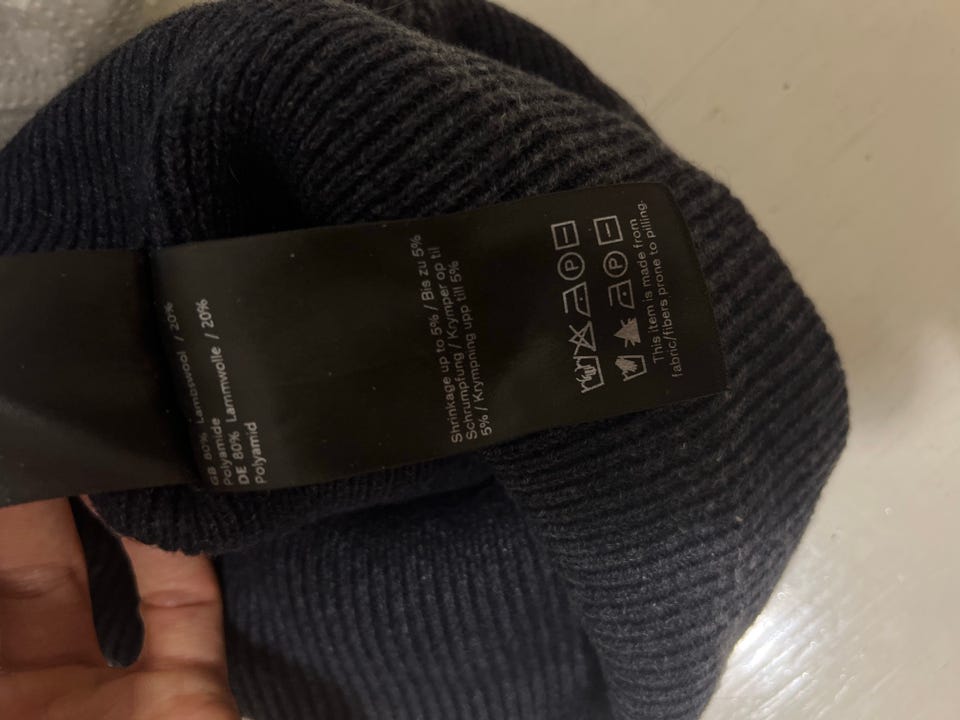 GB 80% Lambswool / 20%
Polyamide
DE 80% Lammwolle / 20%
Polyamid
Shrinkage up to 5% / Bis zu 5%
Schrumpfung / Krymper op til
5% / Krympning upp till 5%
P
P
This item is made from
fabric/fibers prone to pilling.